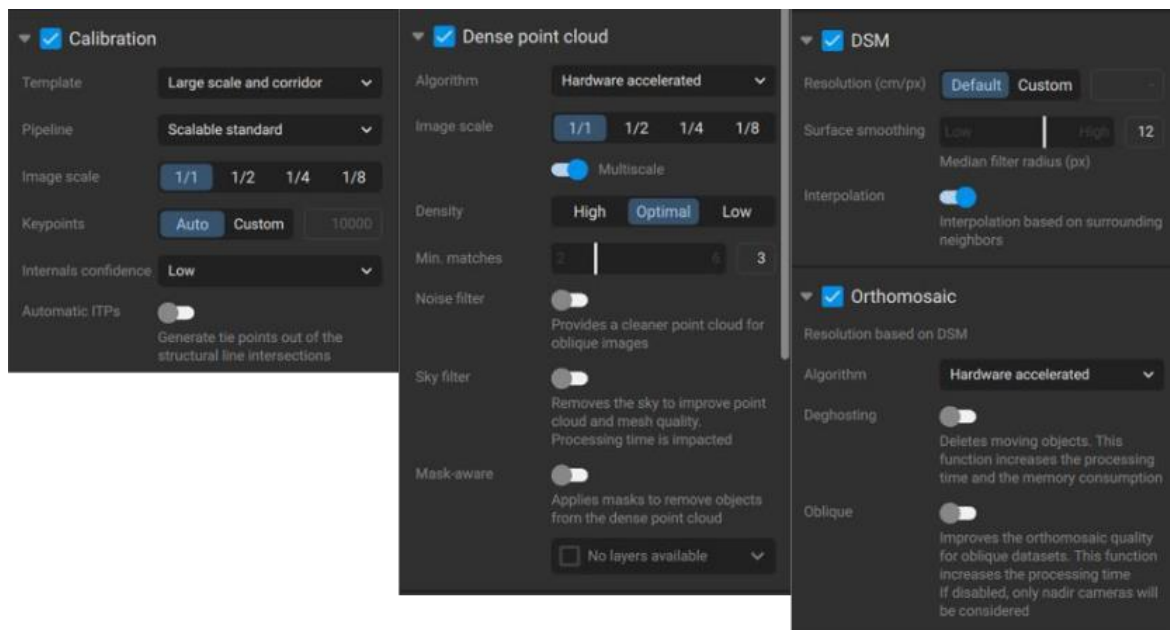 Calibration
Template Large scale and corridor
Pipeline Scalable standard
Image scale 1/1 1/2 1/4 1/8
Keypoints Auto Custom 10000
Internals confidence Low
Automatic ITPs
Generate tie points out of the
structural line intersections
Dense point cloud
Algorithm Hardware accelerated
Image scale 1/1 1/2 1/4 1/8
Multiscale
Density High Optimal Low
Min. matches 2 6 3
Noise filter
Provides a cleaner point cloud for
oblique images
Sky filter
Removes the sky to improve point
cloud and mesh quality.
Processing time is impacted
Mask-aware
Applies masks to remove objects
from the dense point cloud
No layers available
DSM
Resolution (cm/px) Default Custom -
Surface smoothing Low High 12
Median filter radius (px)
Interpolation
Interpolation based on surrounding
neighbors
Orthomosaic
Resolution based on DSM
Algorithm Hardware accelerated
Deghosting
Deletes moving objects. This
function increases the processing
time and the memory consumption
Oblique
Improves the orthomosaic quality
for oblique datasets. This function
increases the processing time
If disabled, only nadir cameras will
be considered